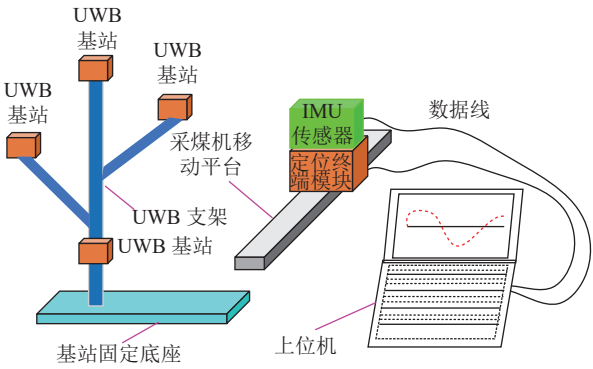 UWB
基站
UWB
基站
UWB
基站
IMU
传感器
定位终
端模块
数据线
采煤机移
动平台
UWB 支架
UWB 基站
基站固定底座
上位机